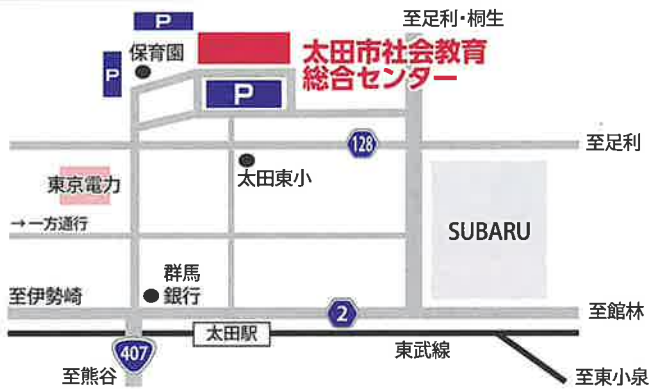 P
至足利・桐生
保育園
太田市社会教育
総合センター
P
P
128
至足利
太田東小
東京電力
→一方通行
SUBARU
群馬
銀行
至伊勢崎
2
至館林
太田駅
東武線
407
至熊谷
至東小泉